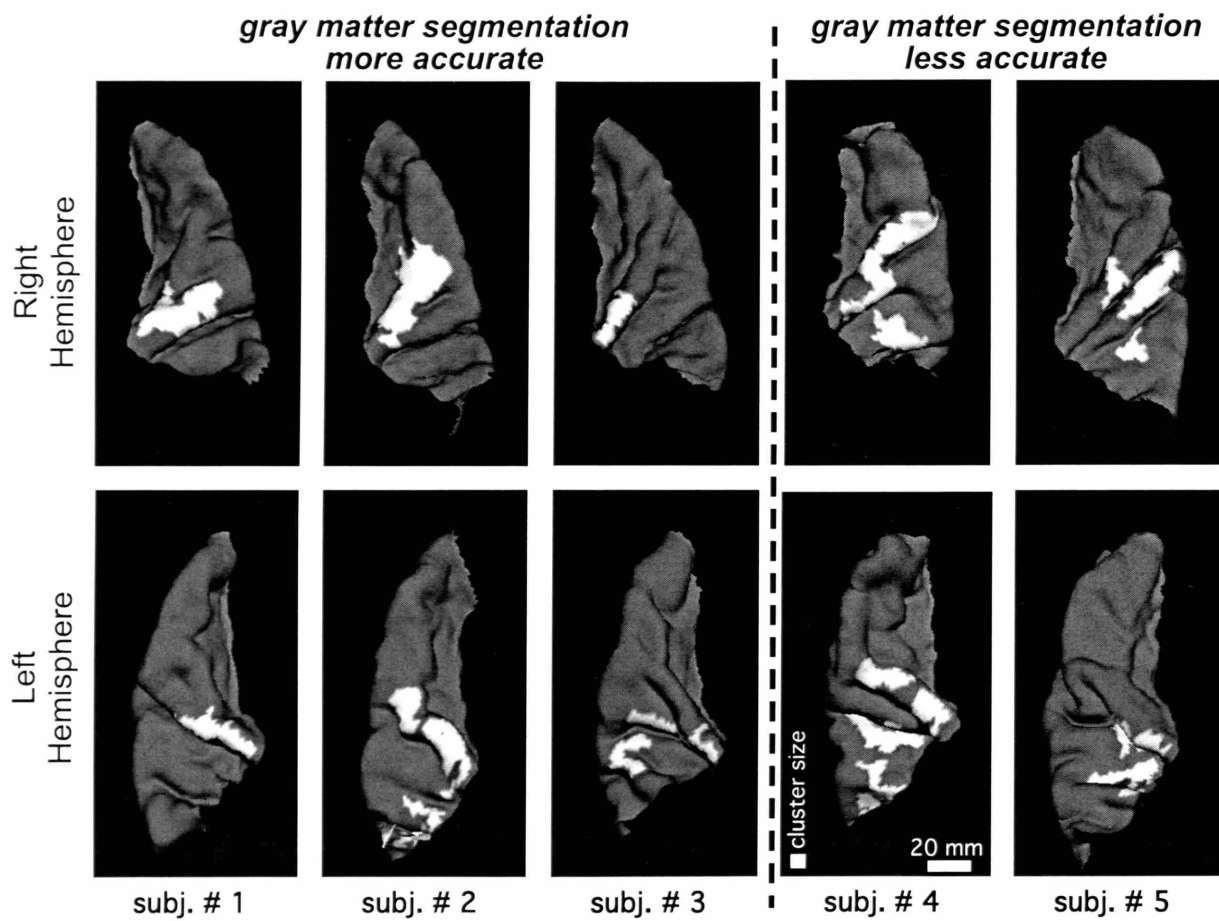 gray matter segmentation
more accurate
gray matter segmentation
less accurate
Right
Hemisphere
Left
Hemisphere
cluster size
20 mm
subj. # 1
subj. # 2
subj. # 3
subj. # 4
subj. # 5